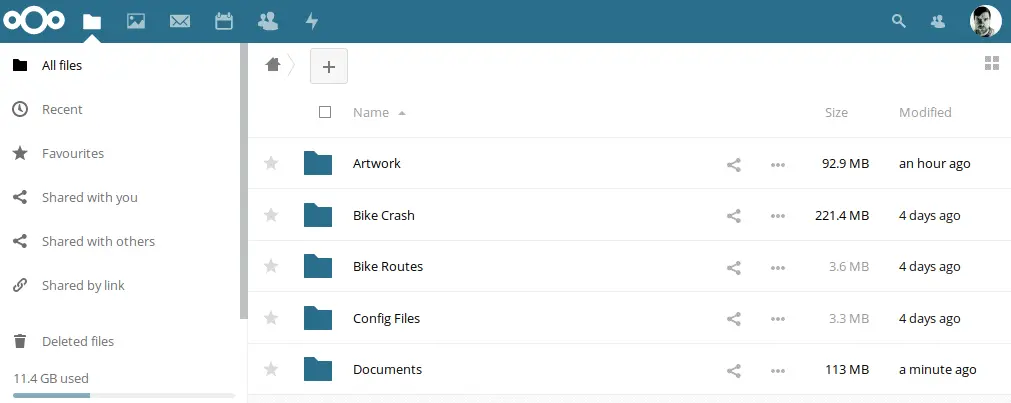 All files
Recent
Favourites
Shared with you
Shared with others
Shared by link
Deleted files
11.4 GB used
Name Size Modified
Artwork 92.9 MB an hour ago
Bike Crash 221.4 MB 4 days ago
Bike Routes 3.6 MB 4 days ago
Config Files 3.3 MB 4 days ago
Documents 113 MB a minute ago